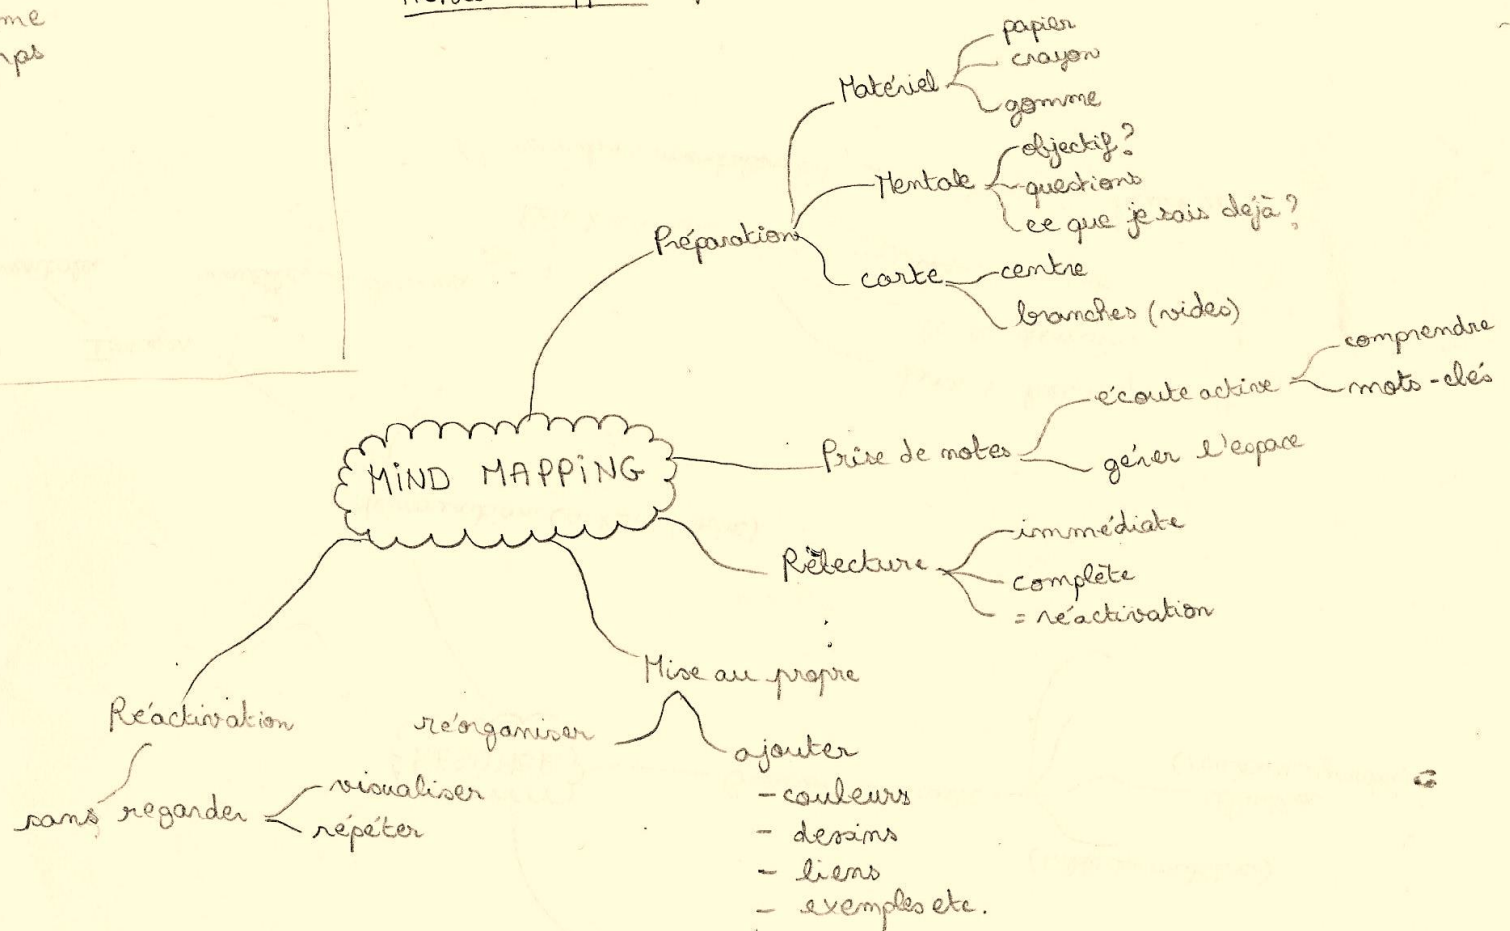 papier
crayon
Matériel
gomme
objectif?
Mentale
questions
ce que je sais déjà?
Préparation
carte
centre
branches (vides)
comprendre
écoute active
mots-clés
Prise de notes
gérer l'espace
MiND MAPPiNG
immédiate
Relecture
complète
= réactivation
Mise au propre
réorganiser
ajouter
- couleurs
- dessins
- liens
- exemples etc.
Réactivation
sans regarder
visualiser
répéter